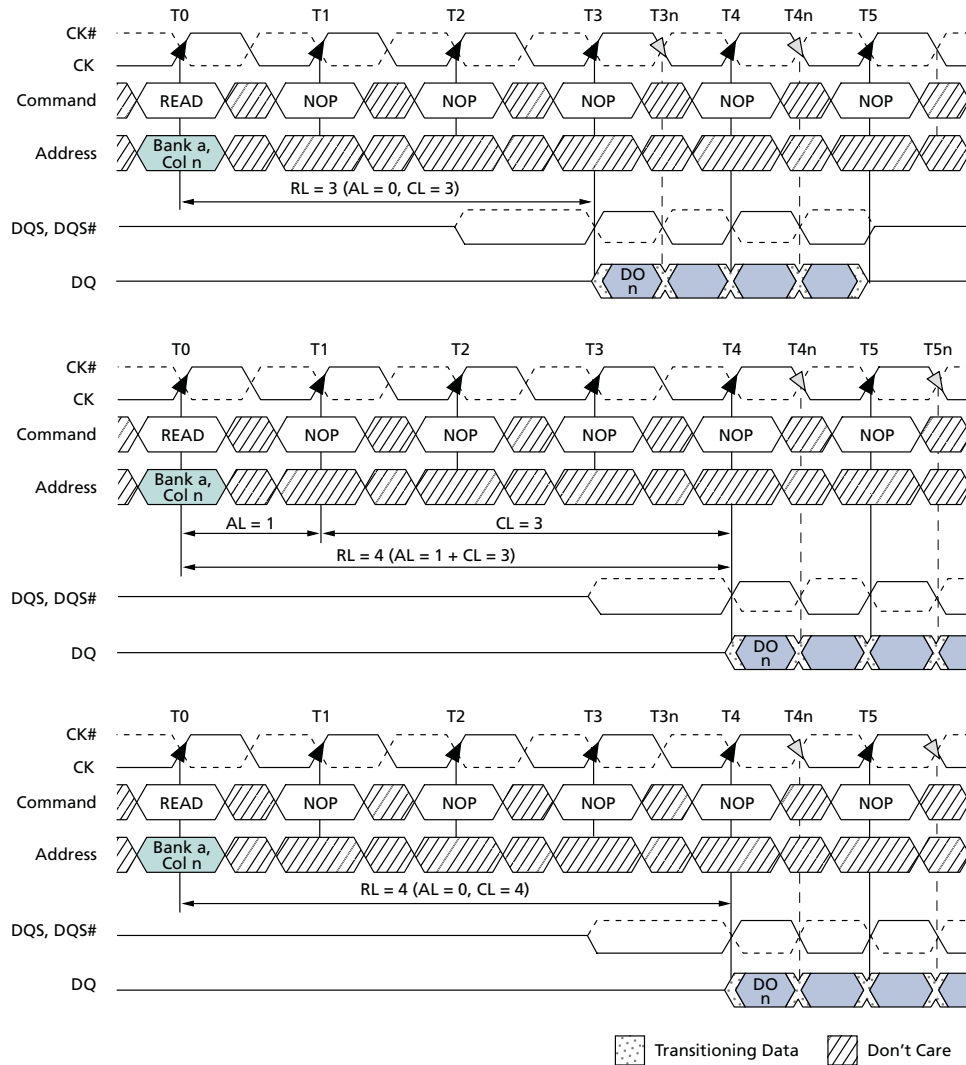 T0 T1 T2 T3 T3n T4 T4n T5
CK#
CK
Command READ NOP NOP NOP NOP NOP
Address Bank a,
Col n
RL = 3 (AL = 0, CL = 3)
DQS, DQS#
DQ DO
n
T0 T1 T2 T3 T4 T4n T5 T5n
CK#
CK
Command READ NOP NOP NOP NOP NOP
Address Bank a,
Col n
AL = 1 CL = 3
RL = 4 (AL = 1 + CL = 3)
DQS, DQS#
DQ DO
n
T0 T1 T2 T3 T3n T4 T4n T5
CK#
CK
Command READ NOP NOP NOP NOP NOP
Address Bank a,
Col n
RL = 4 (AL = 0, CL = 4)
DQS, DQS#
DQ DO
n
Transitioning Data Don't Care